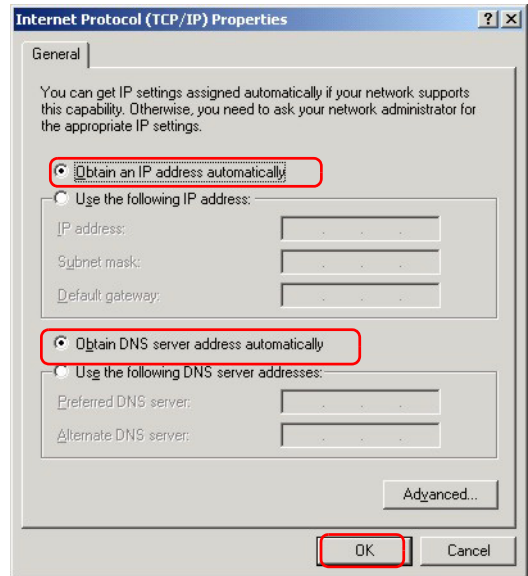 Internet Protocol (TCP/IP) Properties
General
You can get IP settings assigned automatically if your network supports
this capability. Otherwise, you need to ask your network administrator for
the appropriate IP settings.
Obtain an IP address automatically
Use the following IP address:
IP address:
Subnet mask:
Default gateway:
Obtain DNS server address automatically
Use the following DNS server addresses:
Preferred DNS server:
Alternate DNS server:
Advanced...
OK
Cancel